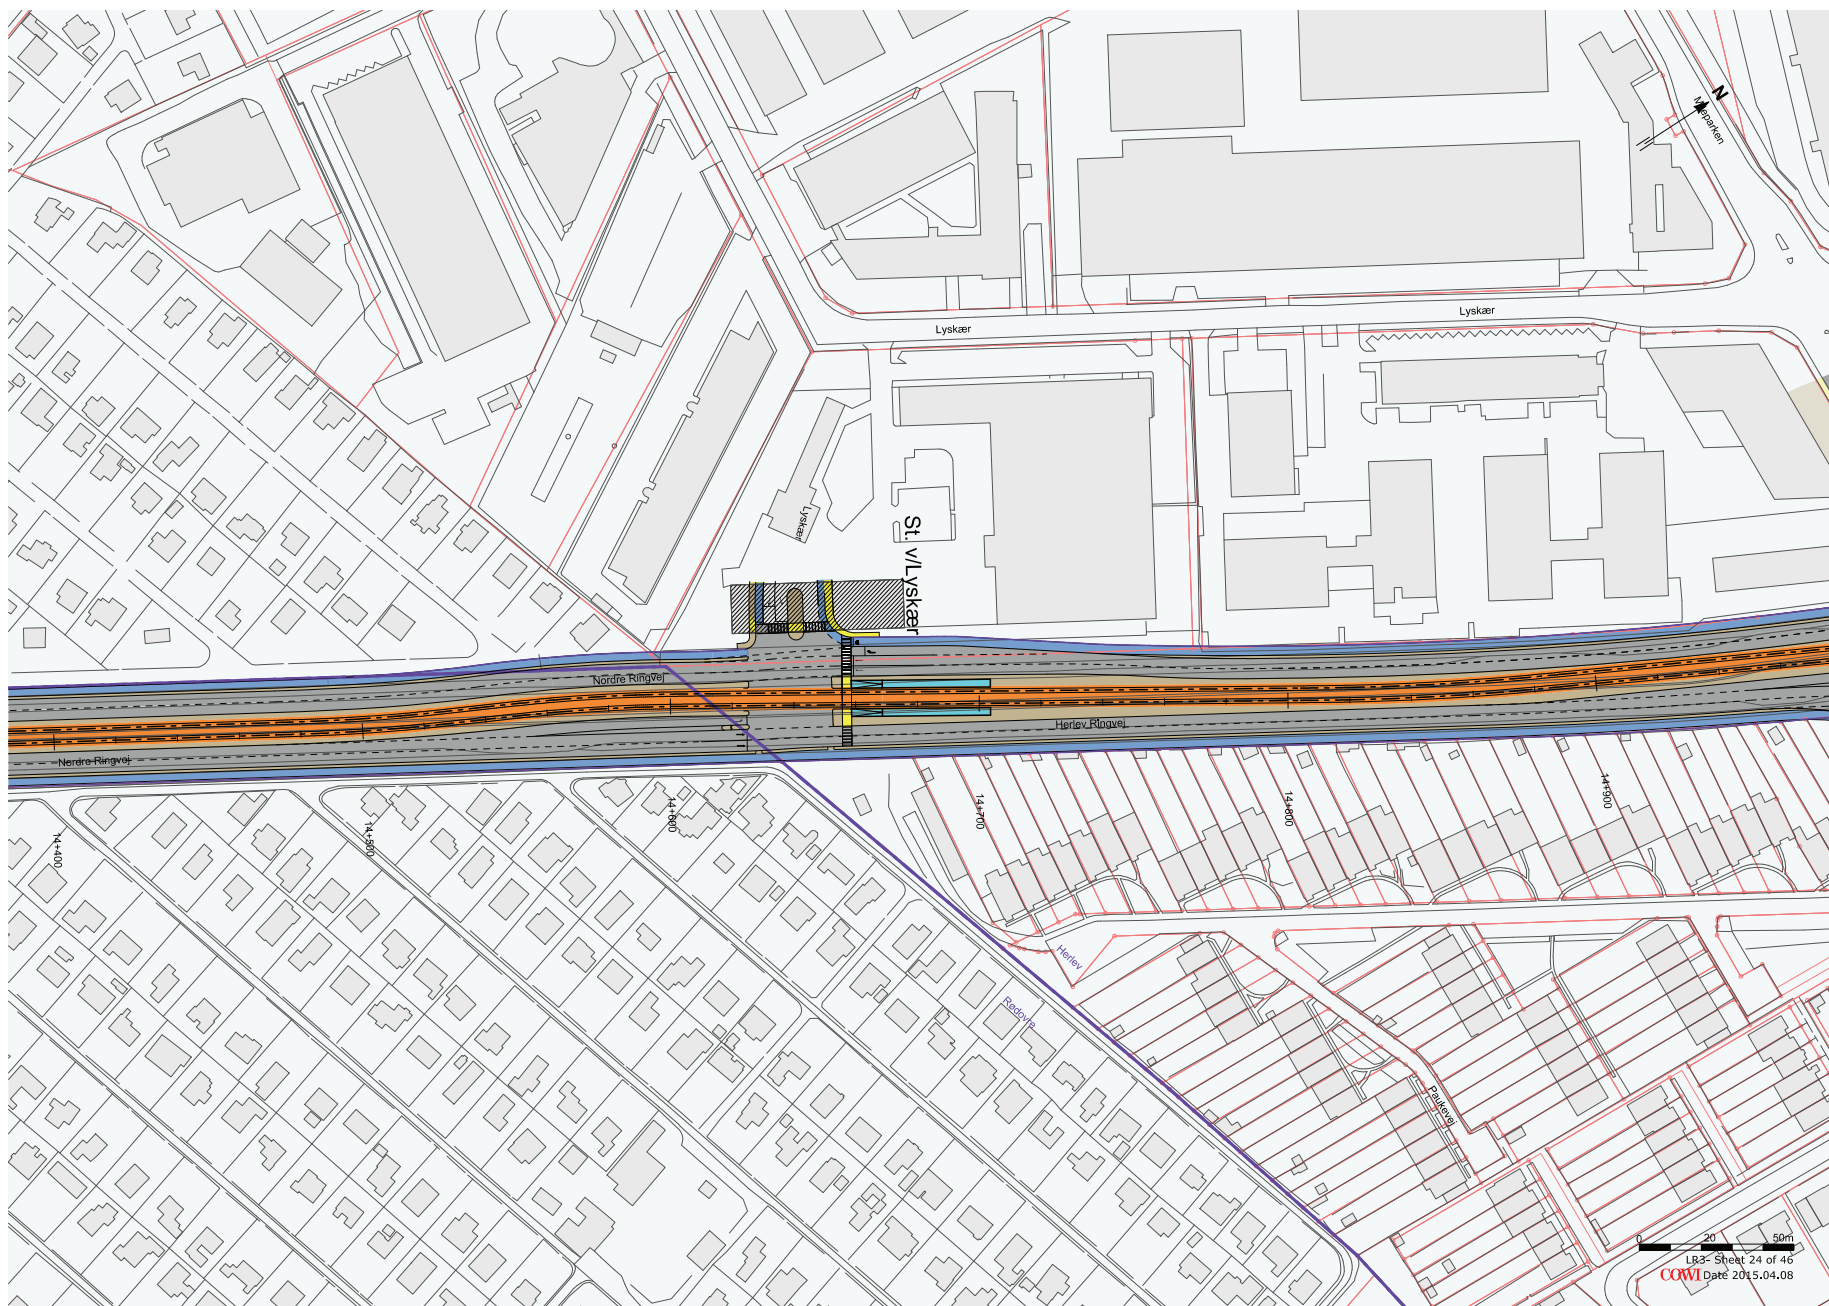 N
Lyskær
Lyskær
Lyskær
St. v/Lyskær
Nordre Ringvej
Herlev Ringvej
Nordre Ringvej
14+400
14+500
14+600
14+700
14+800
14+900
Herlev
Rødovre
Paukevej
0 20 50m
LR3- Sheet 24 of 46
COWI Date 2015.04.08